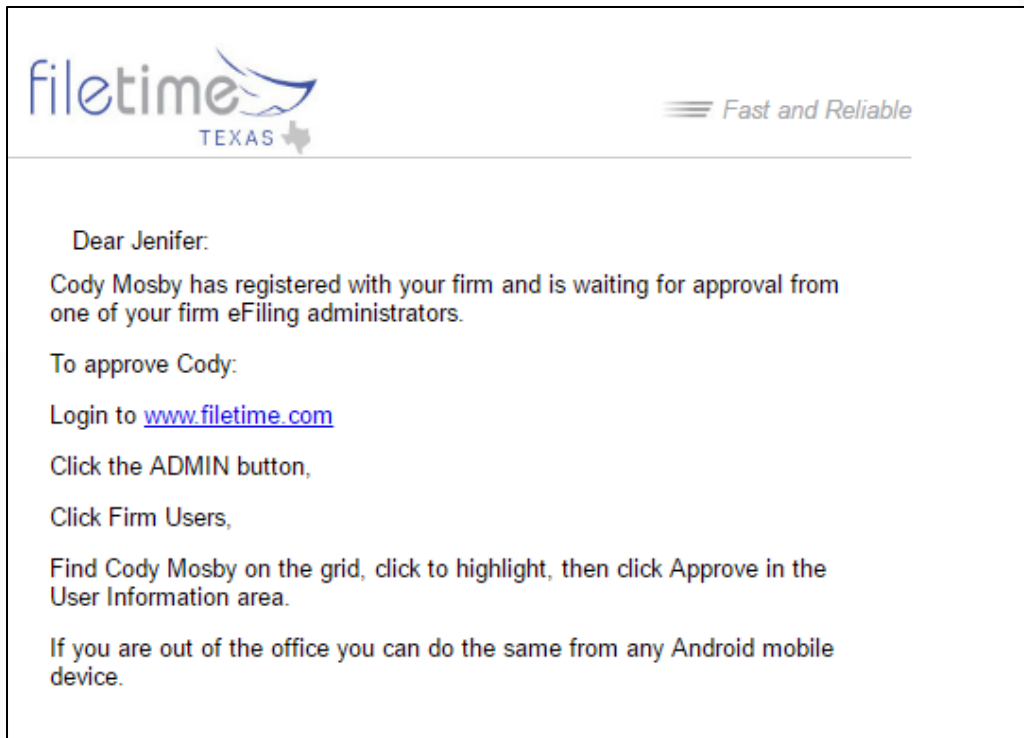 filetime
TEXAS
Fast and Reliable
Dear Jenifer:
Cody Mosby has registered with your firm and is waiting for approval from
one of your firm eFiling administrators.
To approve Cody:
Login to www.filetime.com
Click the ADMIN button,
Click Firm Users,
Find Cody Mosby on the grid, click to highlight, then click Approve in the
User Information area.
If you are out of the office you can do the same from any Android mobile
device.